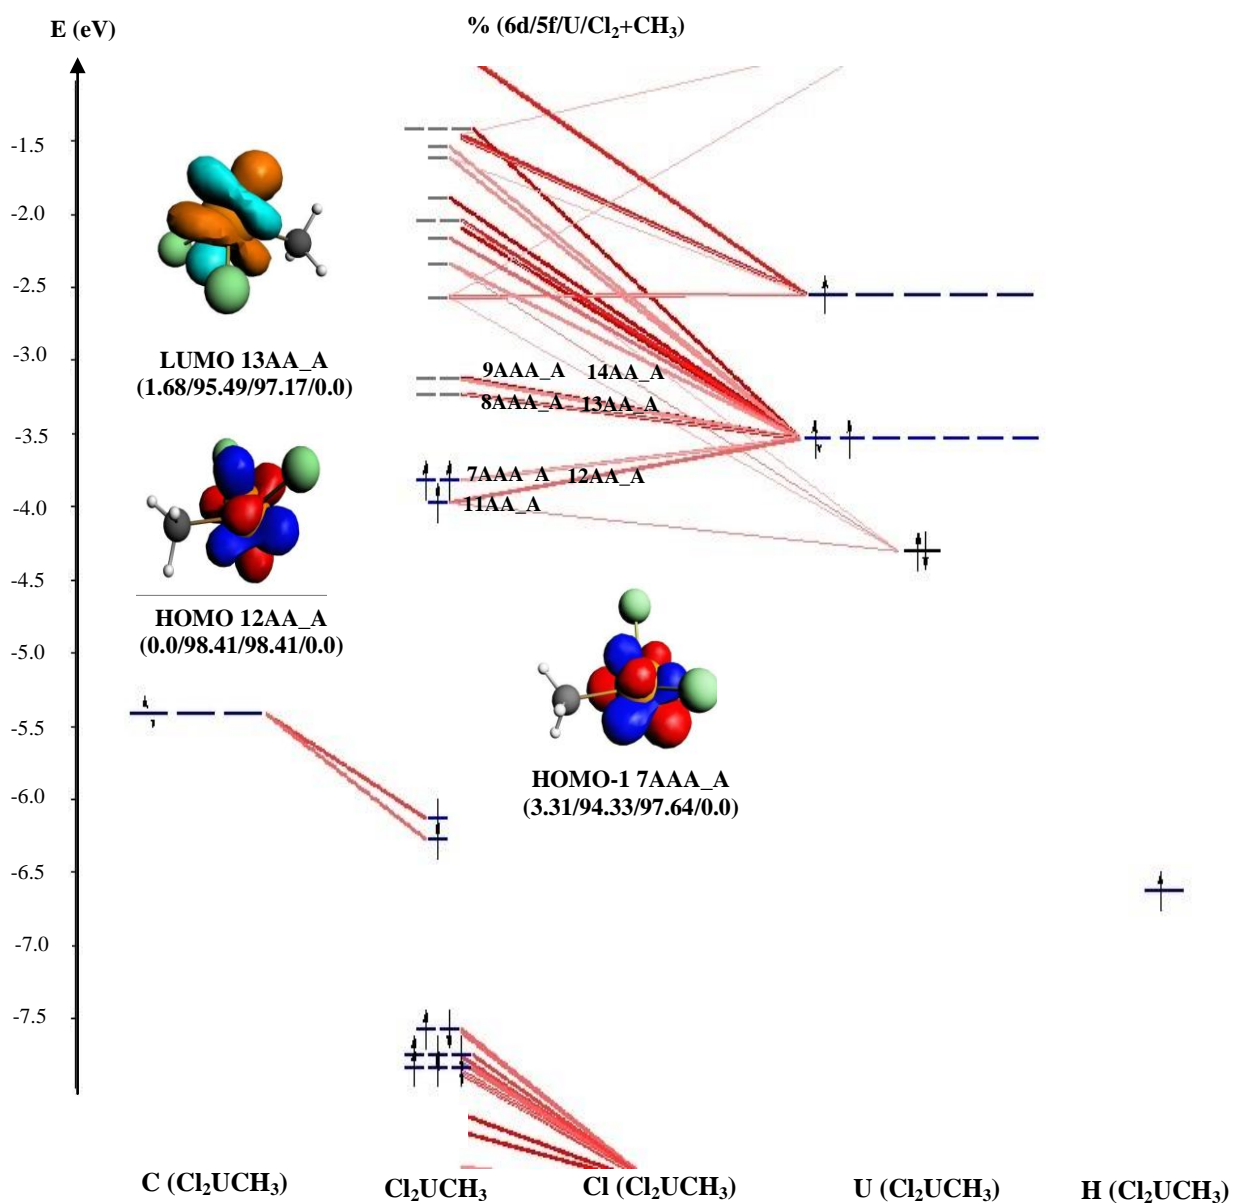 E (eV)
% (6d/5f/U/Cl₂+CH₃)
-1.5
-2.0
-2.5
-3.0
-3.5
-4.0
-4.5
-5.0
-5.5
-6.0
-6.5
-7.0
-7.5
LUMO 13AA_A
(1.68/95.49/97.17/0.0)
9AAA_A 14AA_A
8AAA_A 13AA_A
7AAA_A 12AA_A
11AA_A
HOMO 12AA_A
(0.0/98.41/98.41/0.0)
HOMO-1 7AAA_A
(3.31/94.33/97.64/0.0)
C (Cl₂UCH₃) Cl₂UCH₃ Cl (Cl₂UCH₃) U (Cl₂UCH₃) H (Cl₂UCH₃)